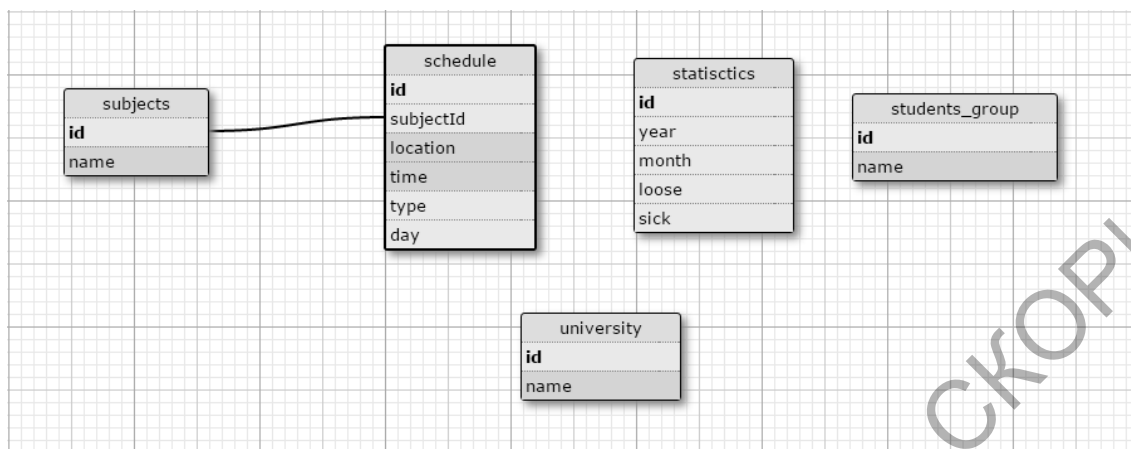 subjects
id
name
schedule
id
subjectId
location
time
type
day
statisctics
id
year
month
loose
sick
students_group
id
name
university
id
name